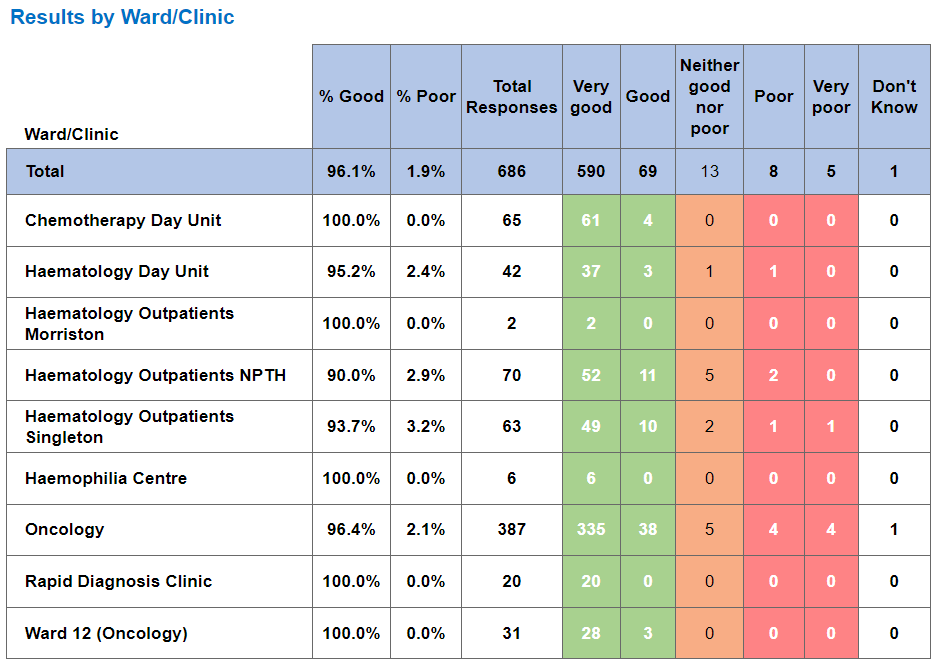 Results by Ward/Clinic
Ward/Clinic % Good % Poor Total Responses Very good Good Neither good nor poor Poor Very poor Don't Know
Total 96.1% 1.9% 686 590 69 13 8 5 1
Chemotherapy Day Unit 100.0% 0.0% 65 61 4 0 0 0 0
Haematology Day Unit 95.2% 2.4% 42 37 3 1 1 0 0
Haematology Outpatients Morriston 100.0% 0.0% 2 2 0 0 0 0 0
Haematology Outpatients NPTH 90.0% 2.9% 70 52 11 5 2 0 0
Haematology Outpatients Singleton 93.7% 3.2% 63 49 10 2 1 1 0
Haemophilia Centre 100.0% 0.0% 6 6 0 0 0 0 0
Oncology 96.4% 2.1% 387 335 38 5 4 4 1
Rapid Diagnosis Clinic 100.0% 0.0% 20 20 0 0 0 0 0
Ward 12 (Oncology) 100.0% 0.0% 31 28 3 0 0 0 0